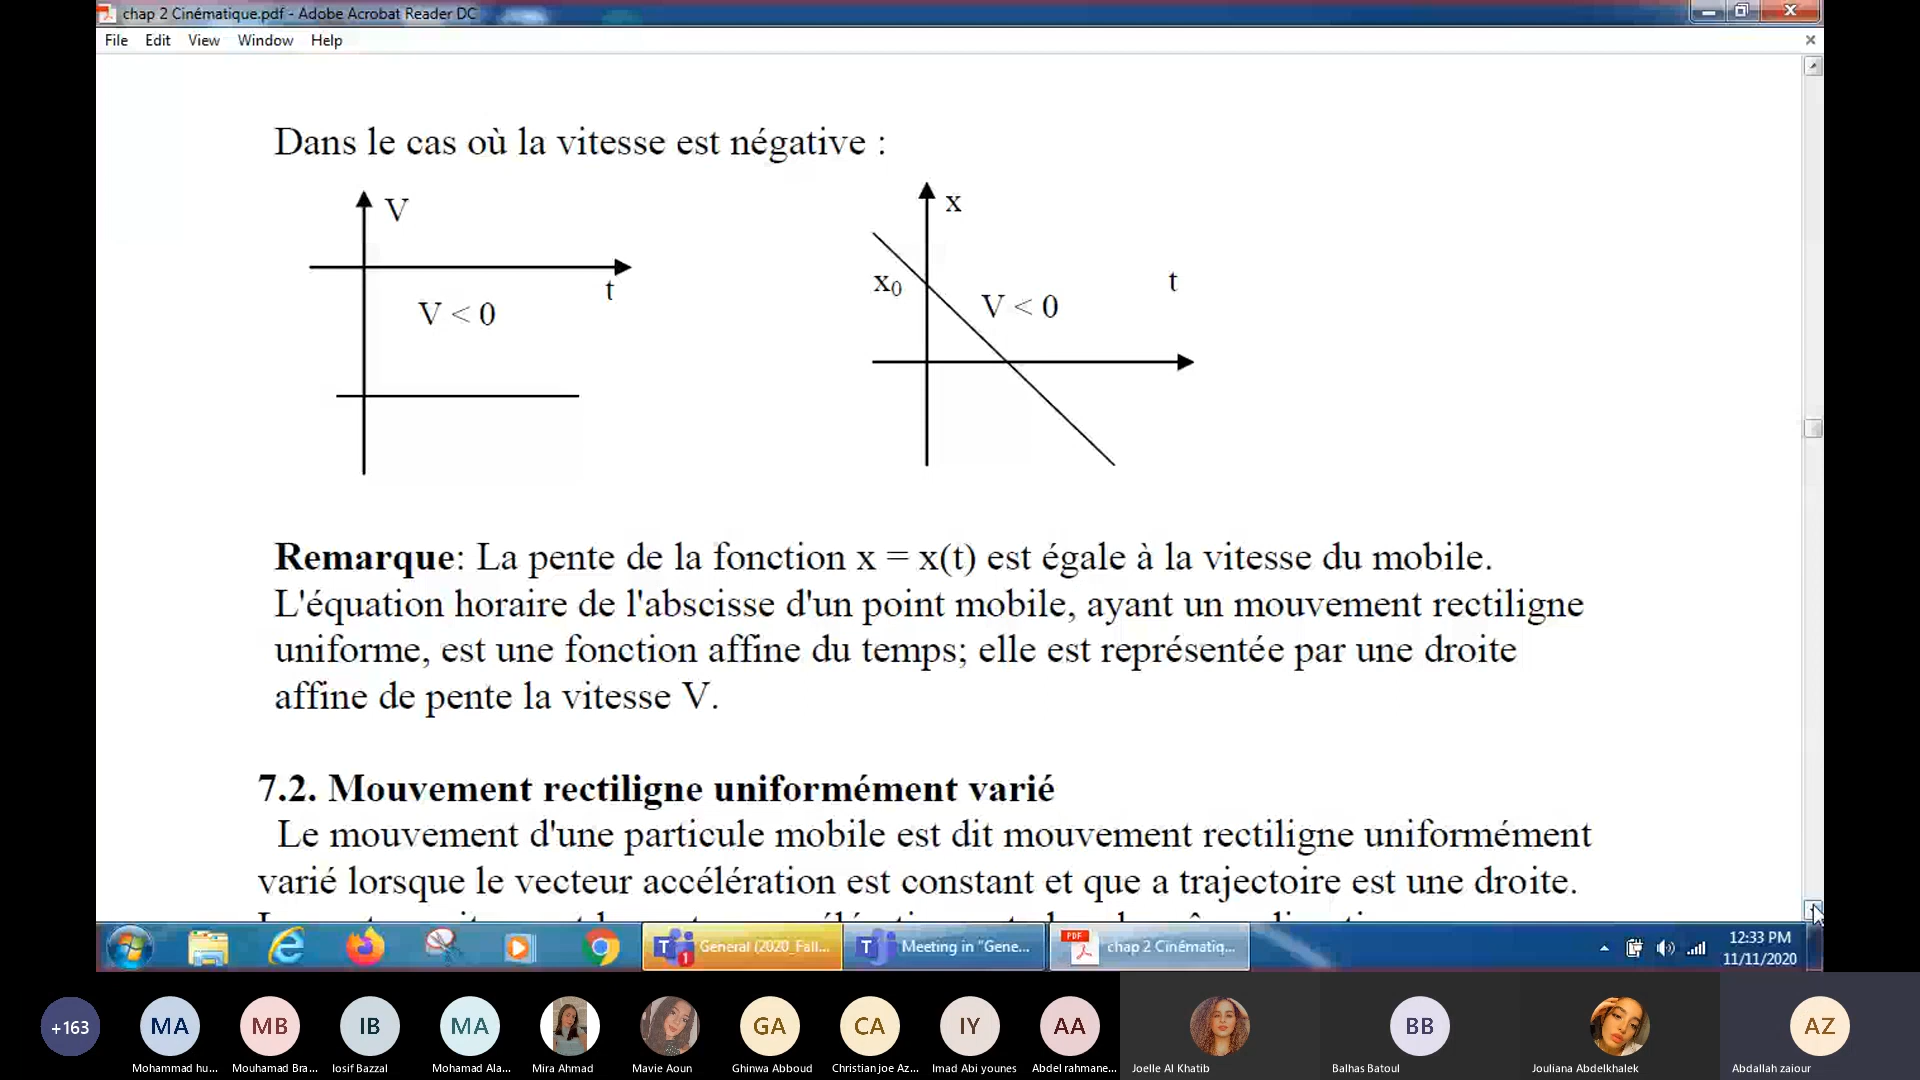 chap 2 Cinématique.pdf - Adobe Acrobat Reader DC
File Edit View Window Help
Dans le cas où la vitesse est négative :
V
t
V < 0
x
x0
t
V < 0
Remarque: La pente de la fonction x = x(t) est égale à la vitesse du mobile.
L'équation horaire de l'abscisse d'un point mobile, ayant un mouvement rectiligne
uniforme, est une fonction affine du temps; elle est représentée par une droite
affine de pente la vitesse V.
7.2. Mouvement rectiligne uniformément varié
Le mouvement d'une particule mobile est dit mouvement rectiligne uniformément
varié lorsque le vecteur accélération est constant et que a trajectoire est une droite.
General (2020_Fall...
Meeting in "Gene...
chap 2 Cinématiq...
12:33 PM
11/11/2020
+163
MA
MB
IB
MA
GA
CA
IY
AA
BB
AZ
Mohammad hu...
Mouhamad Bra...
Iosif Bazzal
Mohamad Ala...
Mira Ahmad
Mavie Aoun
Ghinwa Abboud
Christian joe Az...
Imad Abi younes
Abdel rahmane...
Joelle Al Khatib
Balhas Batoul
Jouliana Abdelkhalek
Abdallah zaiour